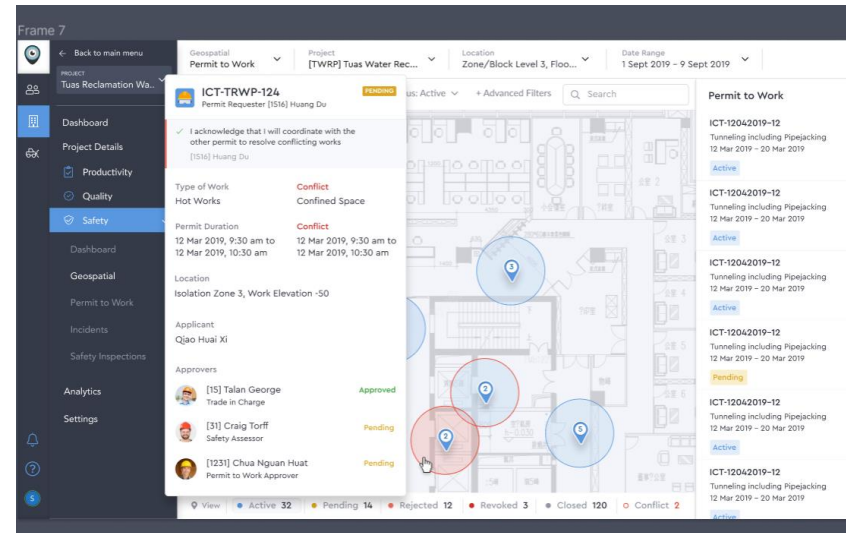 Frame 7
← Back to main menu
PROJECT
Tuas Reclamation Wa..
Dashboard
Project Details
Productivity
Quality
Safety
Dashboard
Geospatial
Permit to Work
Incidents
Safety Inspections
Analytics
Settings
S
Geospatial
Permit to Work
Project
[TWRP] Tuas Water Rec...
Location
Zone/Block Level 3, Floo...
Date Range
1 Sept 2019 - 9 Sept 2019
us: Active
+ Advanced Filters
Search
ICT-TRWP-124
PENDING
Permit Requester [1516] Huang Du
I acknowledge that I will coordinate with the
other permit to resolve conflicting works
[1516] Huang Du
Type of Work
Conflict
Hot Works
Confined Space
Permit Duration
Conflict
12 Mar 2019, 9:30 am to
12 Mar 2019, 10:30 am
12 Mar 2019, 9:30 am to
12 Mar 2019, 10:30 am
Location
Isolation Zone 3, Work Elevation -50
Applicant
Qiao Huai Xi
Approvers
[15] Talan George
Approved
Trade in Charge
[31] Craig Torff
Pending
Safety Assessor
[1231] Chua Nguan Huat
Pending
Permit to Work Approver
3
2
2
5
View
Active 32
Pending 14
Rejected 12
Revoked 3
Closed 120
Conflict 2
Permit to Work
ICT-12042019-12
Tunneling including Pipejacking
12 Mar 2019 - 20 Mar 2019
Active
ICT-12042019-12
Tunneling including Pipejacking
12 Mar 2019 - 20 Mar 2019
Active
ICT-12042019-12
Tunneling including Pipejacking
12 Mar 2019 - 20 Mar 2019
Active
ICT-12042019-12
Tunneling including Pipejacking
12 Mar 2019 - 20 Mar 2019
Pending
ICT-12042019-12
Tunneling including Pipejacking
12 Mar 2019 - 20 Mar 2019
Active
ICT-12042019-12
Tunneling including Pipejacking
12 Mar 2019 - 20 Mar 2019
Active